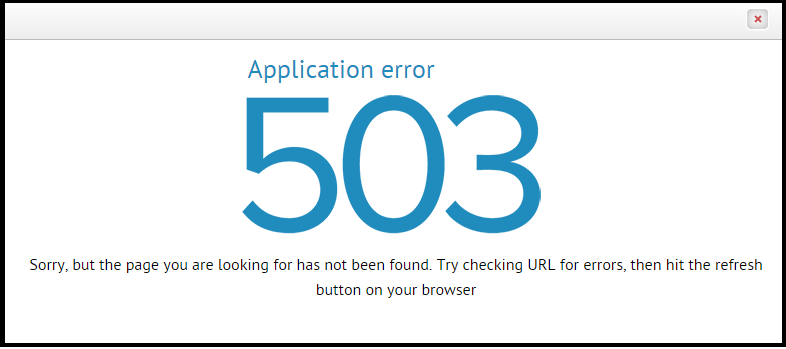 Application error
503
Sorry, but the page you are looking for has not been found. Try checking URL for errors, then hit the refresh
button on your browser